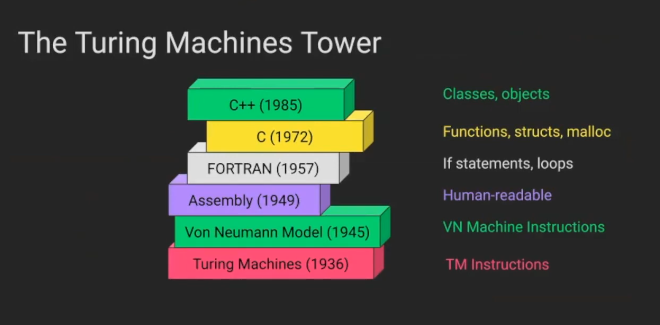 The Turing Machines Tower
C++ (1985)
Classes, objects
C (1972)
Functions, structs, malloc
FORTRAN (1957)
If statements, loops
Assembly (1949)
Human-readable
Von Neumann Model (1945)
VN Machine Instructions
Turing Machines (1936)
TM Instructions